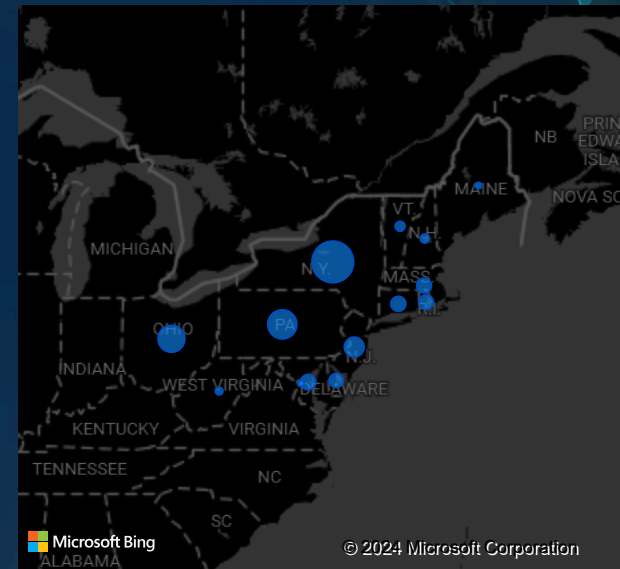 PRIN
NB
EDWA
ISLA
MAINE
NOVA SC
VT.
N.H.
MICHIGAN
N.Y.
MASS.
R.I.
PA
OHIO
N.J.
INDIANA
WEST VIRGINIA
DELAWARE
KENTUCKY
VIRGINIA
TENNESSEE
NC
SC
Microsoft Bing
© 2024 Microsoft Corporation
ALABAMA